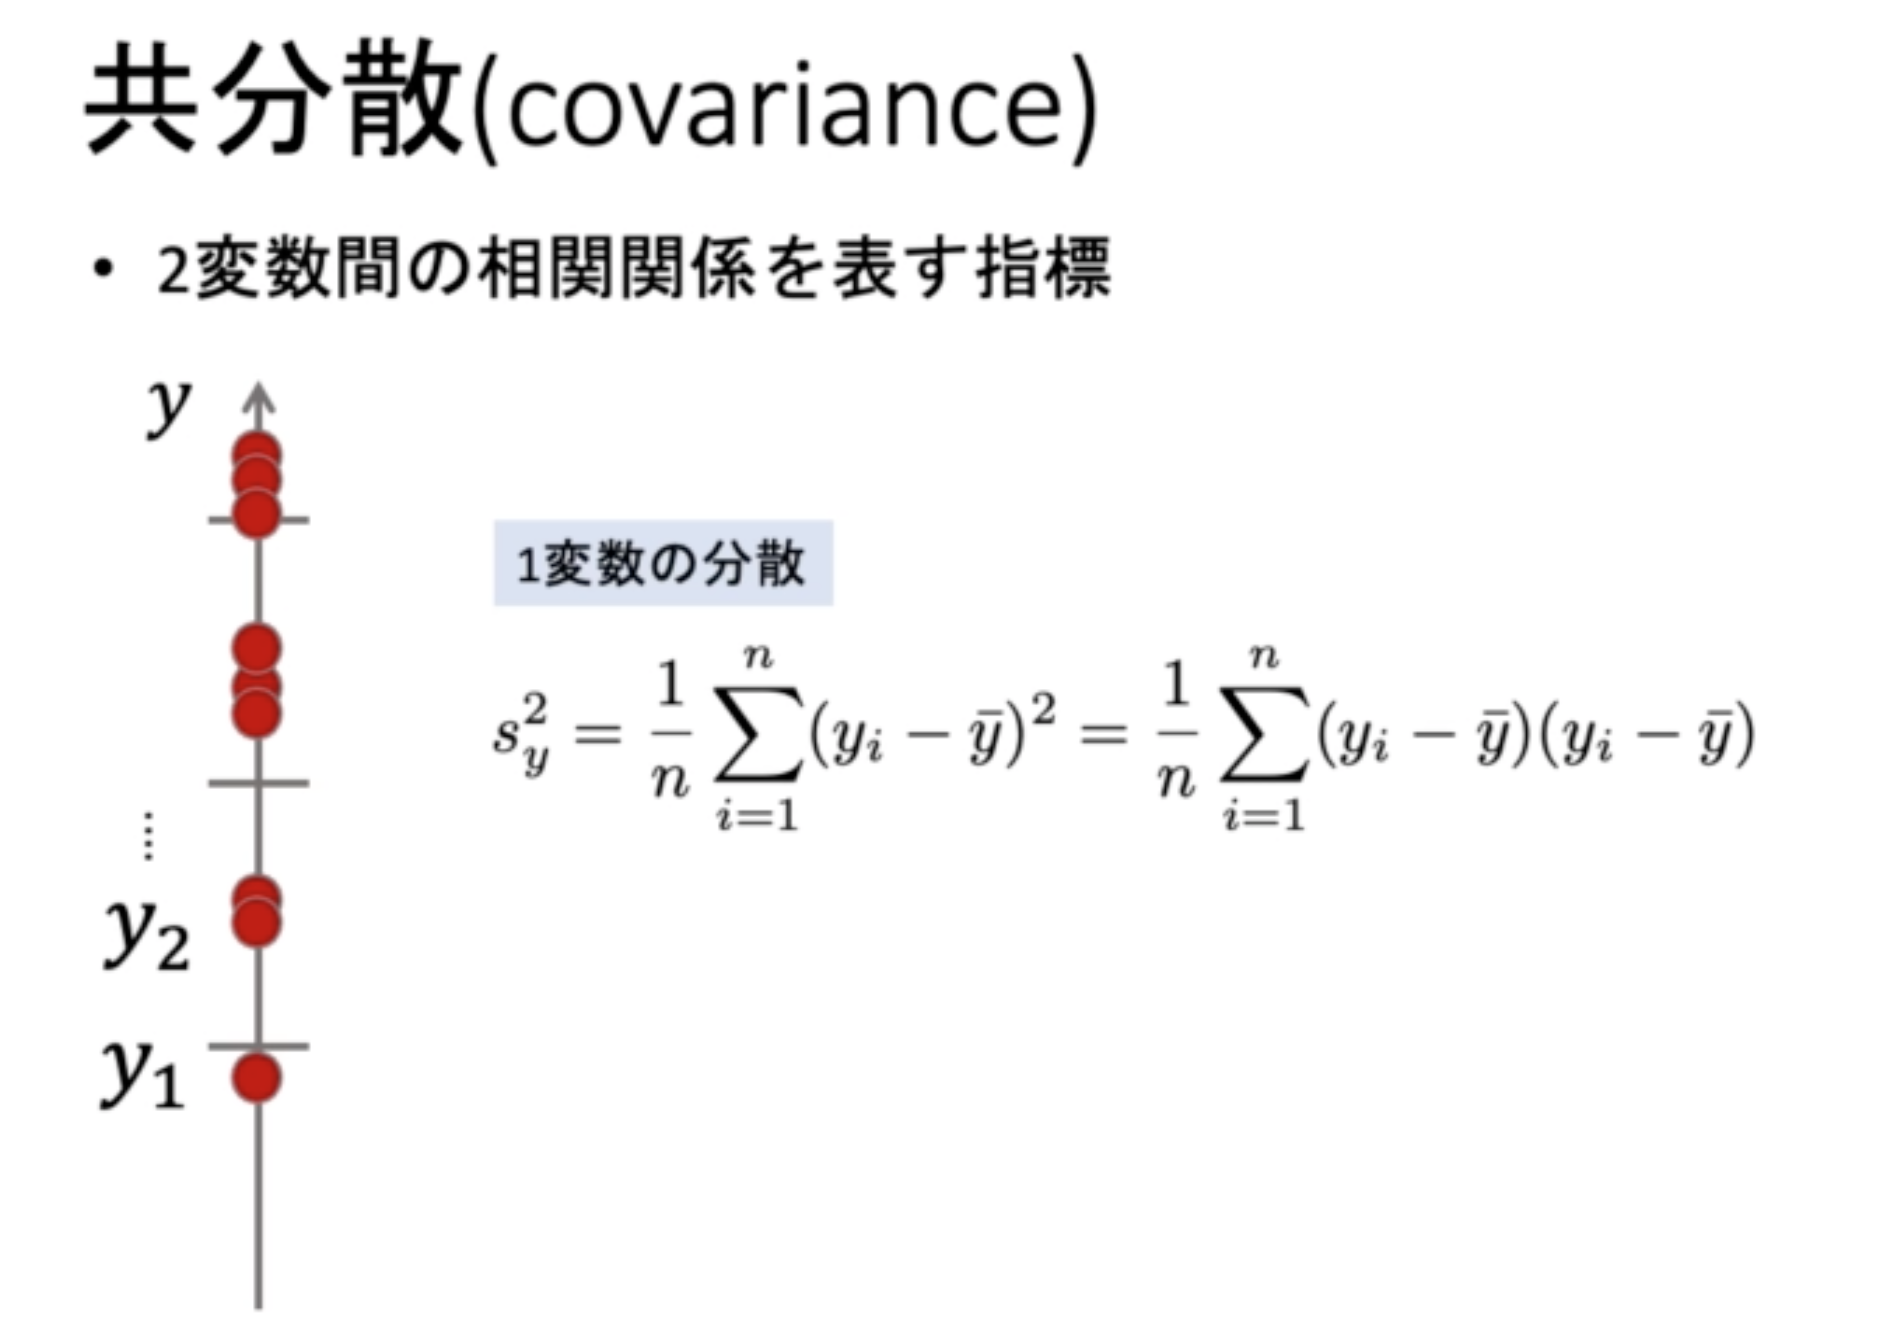 共分散(covariance)
• 2変数間の相関関係を表す指標
y
1変数の分散
s_y^2 = \frac{1}{n} \sum_{i=1}^{n} (y_i - \bar{y})^2 = \frac{1}{n} \sum_{i=1}^{n} (y_i - \bar{y})(y_i - \bar{y})
.....
y_2
y_1